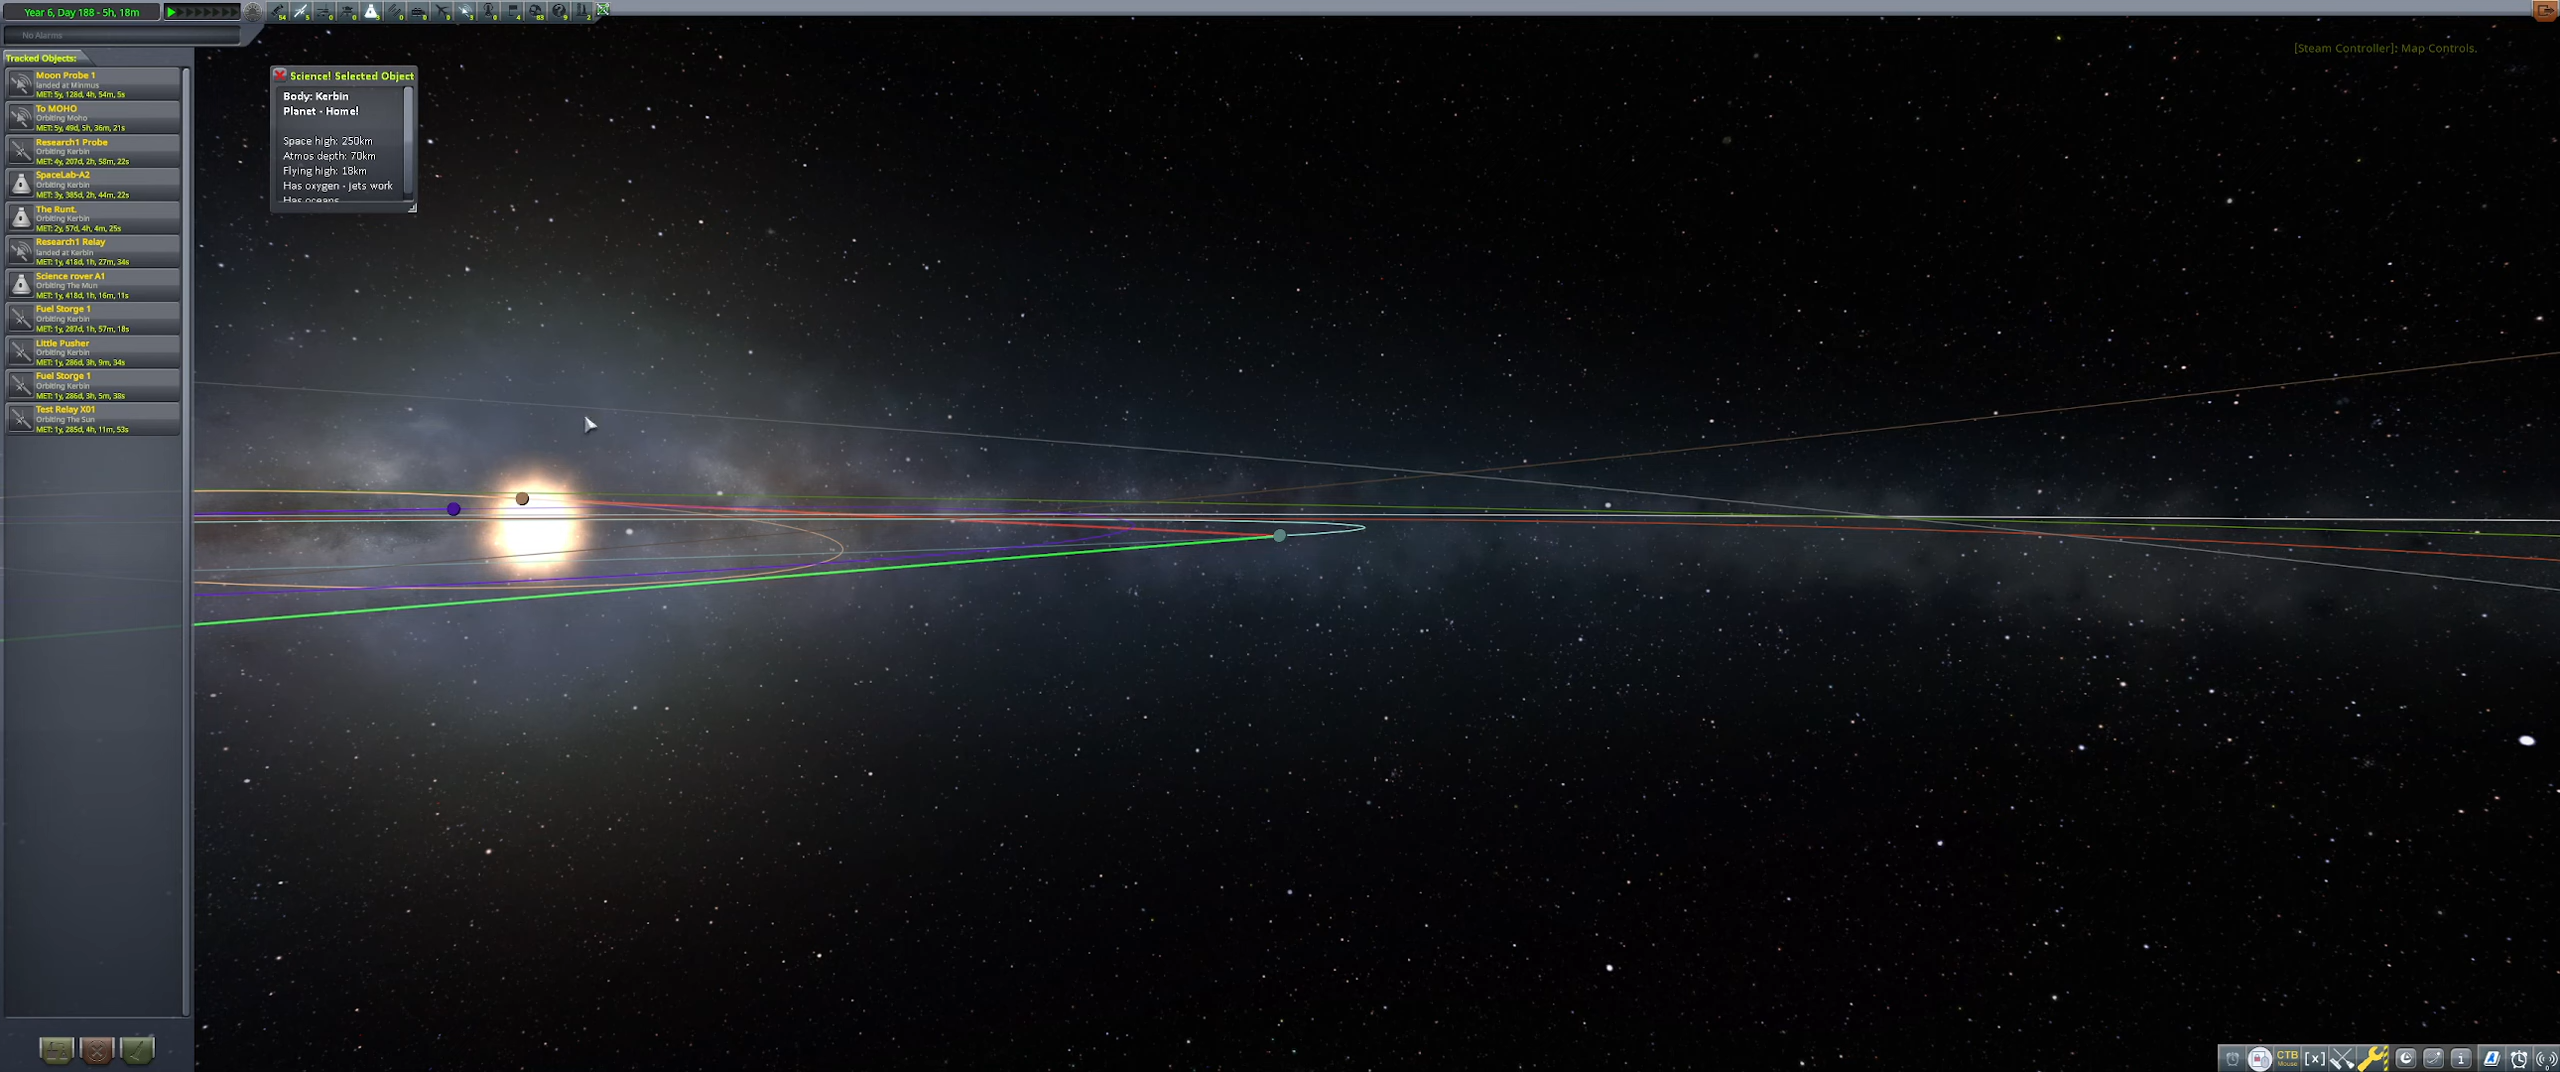 Year 6, Day 188 - 5h, 18m
No Alarms
[Steam Controller]: Map Controls.
Tracked Objects:
Moon Probe 1
landed at Minmus
MET: 5y, 128d, 4h, 54m, 5s
To MOHO
Orbiting Moho
MET: 5y, 49d, 5h, 36m, 21s
Research1 Probe
Orbiting Kerbin
MET: 4y, 207d, 2h, 58m, 22s
SpaceLab-A2
Orbiting Kerbin
MET: 3y, 385d, 2h, 44m, 22s
The Runt.
Orbiting Kerbin
MET: 2y, 57d, 4h, 4m, 25s
Research1 Relay
landed at Kerbin
MET: 1y, 418d, 1h, 27m, 34s
Science rover A1
Orbiting The Mun
MET: 1y, 418d, 1h, 16m, 11s
Fuel Storge 1
Orbiting Kerbin
MET: 1y, 287d, 1h, 57m, 18s
Little Pusher
Orbiting Kerbin
MET: 1y, 286d, 3h, 9m, 34s
Fuel Storge 1
Orbiting Kerbin
MET: 1y, 286d, 3h, 5m, 38s
Test Relay X01
Orbiting The Sun
MET: 1y, 285d, 4h, 11m, 53s
Science! Selected Object
Body: Kerbin
Planet - Home!
Space high: 250km
Atmos depth: 70km
Flying high: 18km
Has oxygen - jets work
Has oceans
CTB
[x]